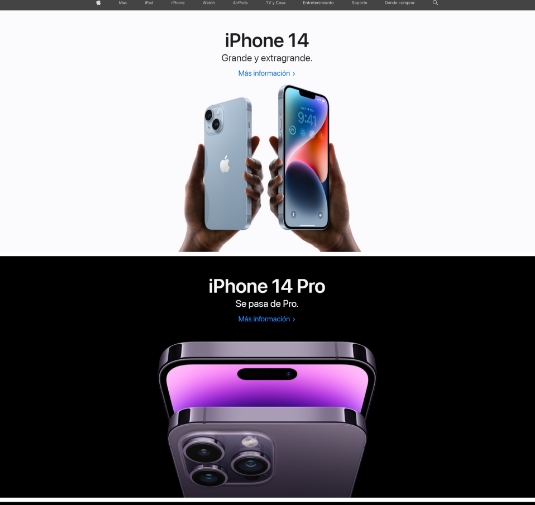 Mac iPad iPhone Watch AirPods TV y Casa Entretenimiento Soporte Dónde comprar
iPhone 14
Grande y extragrande.
Más información >
9:41
iPhone 14 Pro
Se pasa de Pro.
Más información >